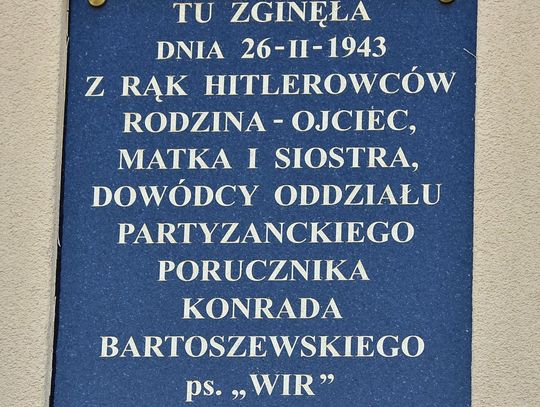 TU ZGINĘŁA
DNIA 26-II-1943
Z RĄK HITLEROWCÓW
RODZINA - OJCIEC,
MATKA I SIOSTRA,
DOWÓDCY ODDZIAŁU
PARTYZANCKIEGO
PORUCZNIKA
KONRADA
BARTOSZEWSKIEGO
ps. „WIR”